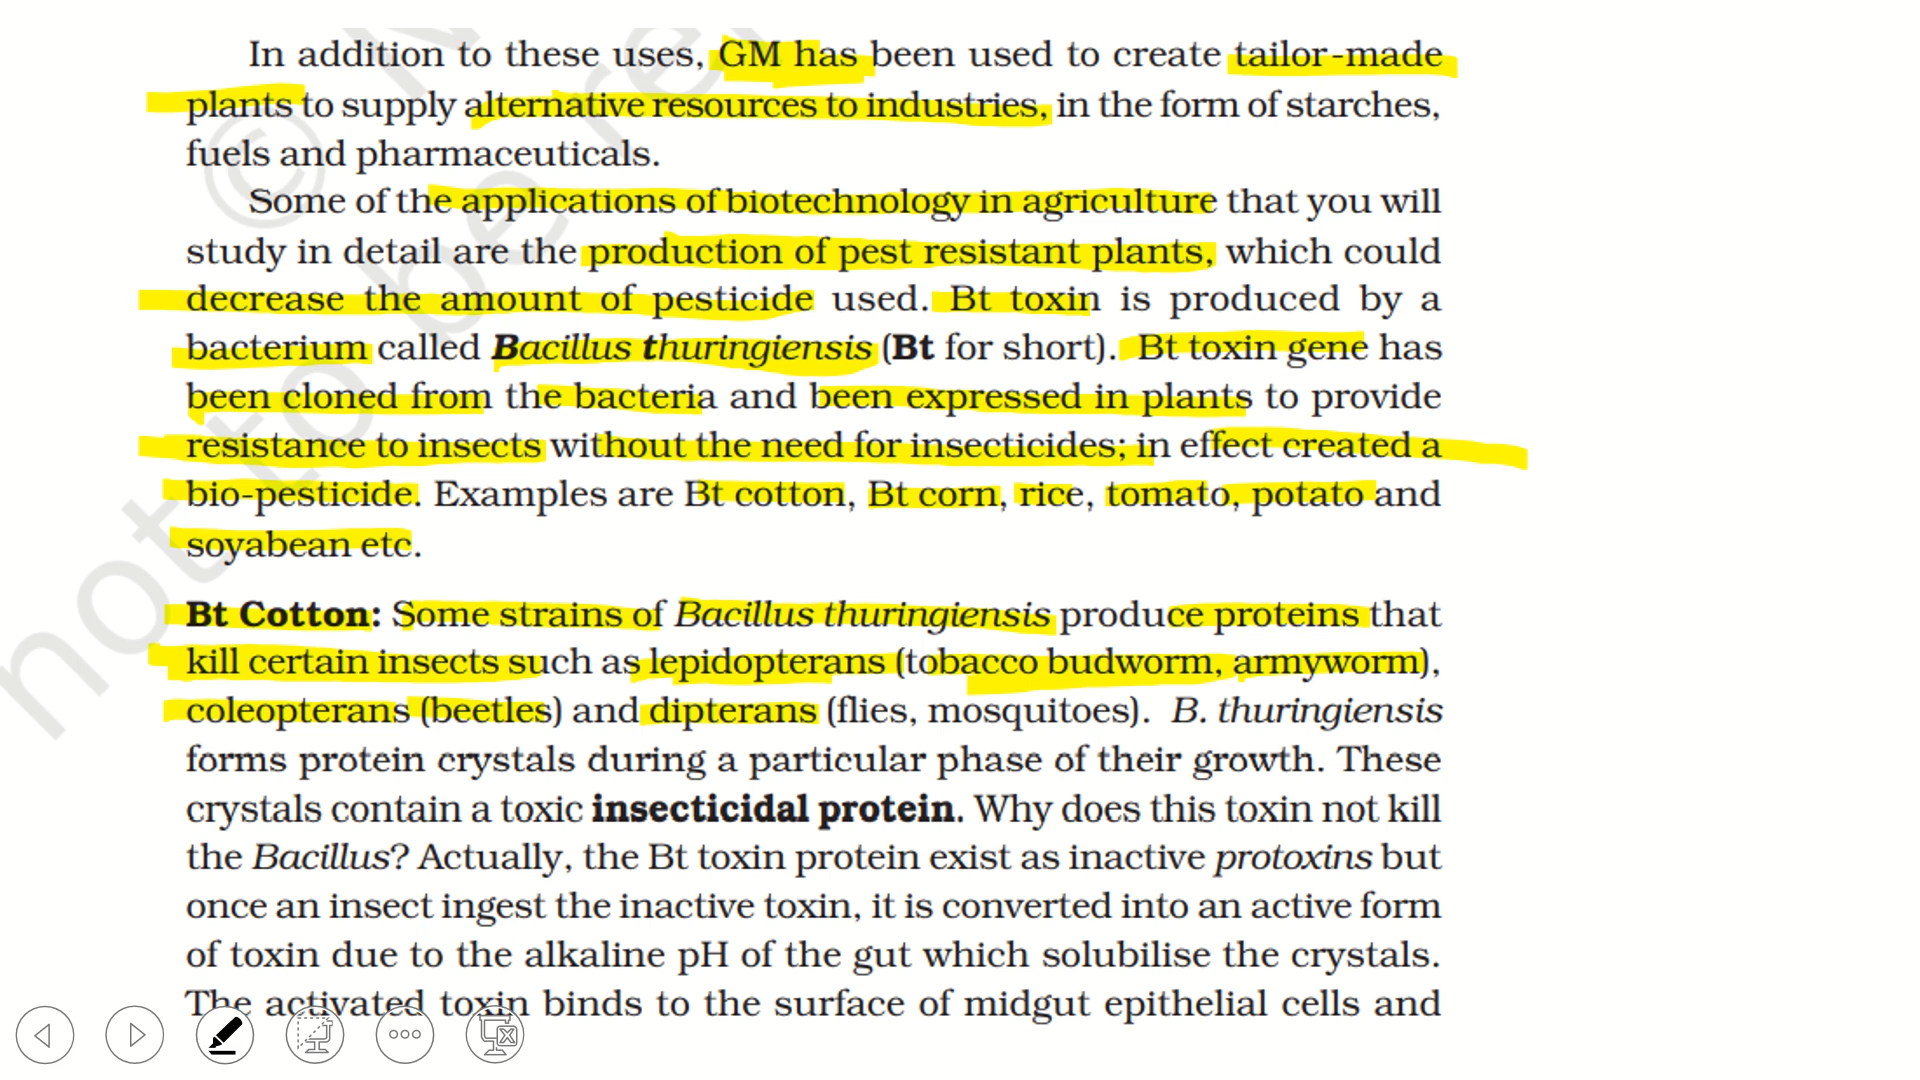 In addition to these uses, GM has been used to create tailor-made
plants to supply alternative resources to industries, in the form of starches,
fuels and pharmaceuticals.
Some of the applications of biotechnology in agriculture that you will
study in detail are the production of pest resistant plants, which could
decrease the amount of pesticide used. Bt toxin is produced by a
bacterium called Bacillus thuringiensis (Bt for short). Bt toxin gene has
been cloned from the bacteria and been expressed in plants to provide
resistance to insects without the need for insecticides; in effect created a
bio-pesticide. Examples are Bt cotton, Bt corn, rice, tomato, potato and
soyabean etc.
Bt Cotton: Some strains of Bacillus thuringiensis produce proteins that
kill certain insects such as lepidopterans (tobacco budworm, armyworm),
coleopterans (beetles) and dipterans (flies, mosquitoes). B. thuringiensis
forms protein crystals during a particular phase of their growth. These
crystals contain a toxic insecticidal protein. Why does this toxin not kill
the Bacillus? Actually, the Bt toxin protein exist as inactive protoxins but
once an insect ingest the inactive toxin, it is converted into an active form
of toxin due to the alkaline pH of the gut which solubilise the crystals.
The activated toxin binds to the surface of midgut epithelial cells and
©
not to be re